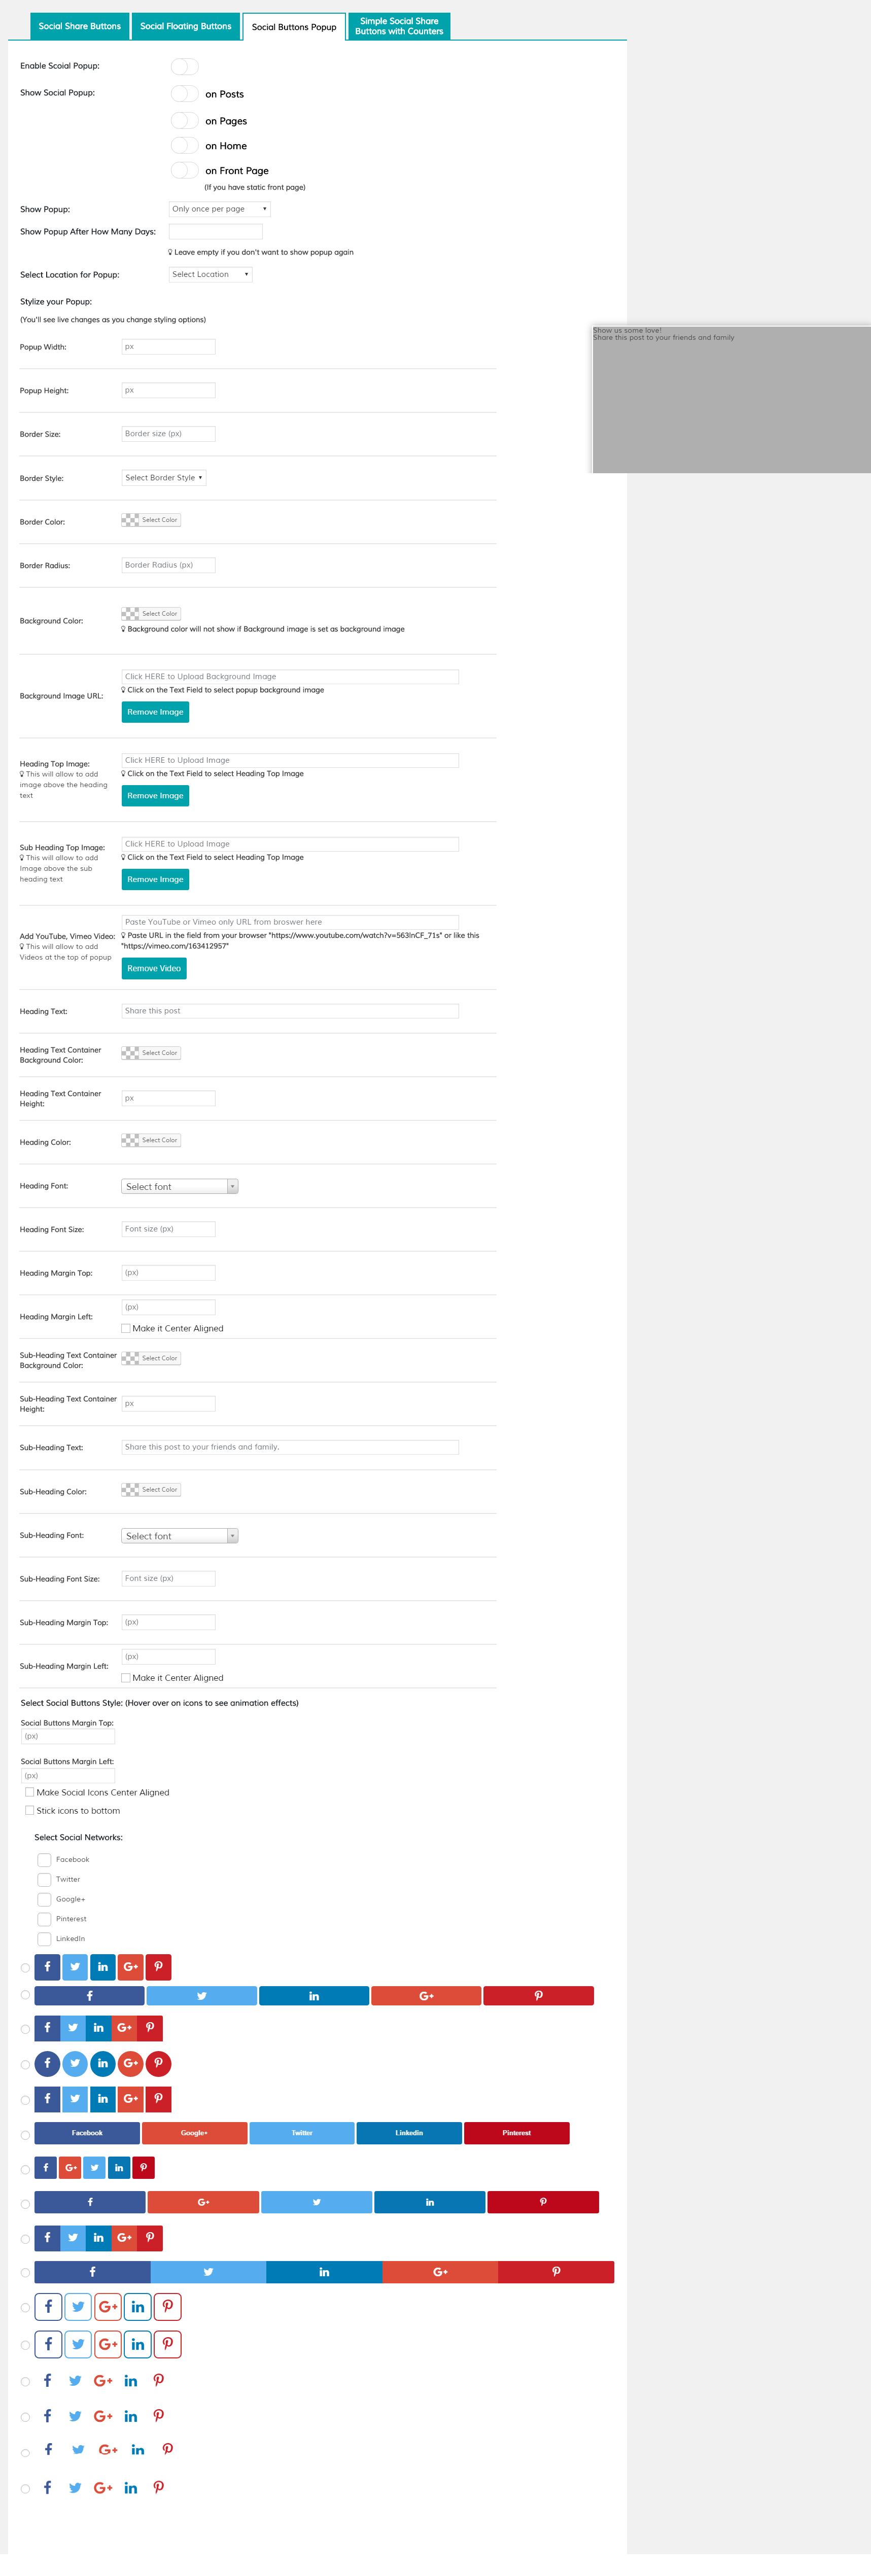 Social Share Buttons
Social Floating Buttons
Social Buttons Popup
Simple Social Share
Buttons with Counters
Enable Scoial Popup:
Show Social Popup:
on Posts
on Pages
on Home
on Front Page
(If you have static front page)
Show Popup:
Only once per page
Show Popup After How Many Days:
Leave empty if you don't want to show popup again
Select Location for Popup:
Select Location
Stylize your Popup:
(You'll see live changes as you change styling options)
Show us some love!
Share this post to your friends and family
Popup Width:
px
Popup Height:
px
Border Size:
Border size (px)
Border Style:
Select Border Style
Border Color:
Select Color
Border Radius:
Border Radius (px)
Background Color:
Select Color
Background color will not show if Background image is set as background image
Background Image URL:
Click HERE to Upload Background Image
Click on the Text Field to select popup background image
Remove Image
Heading Top Image:
This will allow to add
image above the heading
text
Click HERE to Upload Image
Click on the Text Field to select Heading Top Image
Remove Image
Sub Heading Top Image:
This will allow to add
Image above the sub
heading text
Click HERE to Upload Image
Click on the Text Field to select Heading Top Image
Remove Image
Add YouTube, Vimeo Video:
This will allow to add
Videos at the top of popup
Paste YouTube or Vimeo only URL from broswer here
Paste URL in the field from your browser "https://www.youtube.com/watch?v=563InCF_71s" or like this
"https://vimeo.com/163412957"
Remove Video
Heading Text:
Share this post
Heading Text Container
Background Color:
Select Color
Heading Text Container
Height:
px
Heading Color:
Select Color
Heading Font:
Select font
Heading Font Size:
Font size (px)
Heading Margin Top:
(px)
Heading Margin Left:
(px)
Make it Center Aligned
Sub-Heading Text Container
Background Color:
Select Color
Sub-Heading Text Container
Height:
px
Sub-Heading Text:
Share this post to your friends and family.
Sub-Heading Color:
Select Color
Sub-Heading Font:
Select font
Sub-Heading Font Size:
Font size (px)
Sub-Heading Margin Top:
(px)
Sub-Heading Margin Left:
(px)
Make it Center Aligned
Select Social Buttons Style: (Hover over on icons to see animation effects)
Social Buttons Margin Top:
(px)
Social Buttons Margin Left:
(px)
Make Social Icons Center Aligned
Stick icons to bottom
Select Social Networks:
Facebook
Twitter
Google+
Pinterest
LinkedIn
Facebook Google+ Twitter Linkedin Pinterest